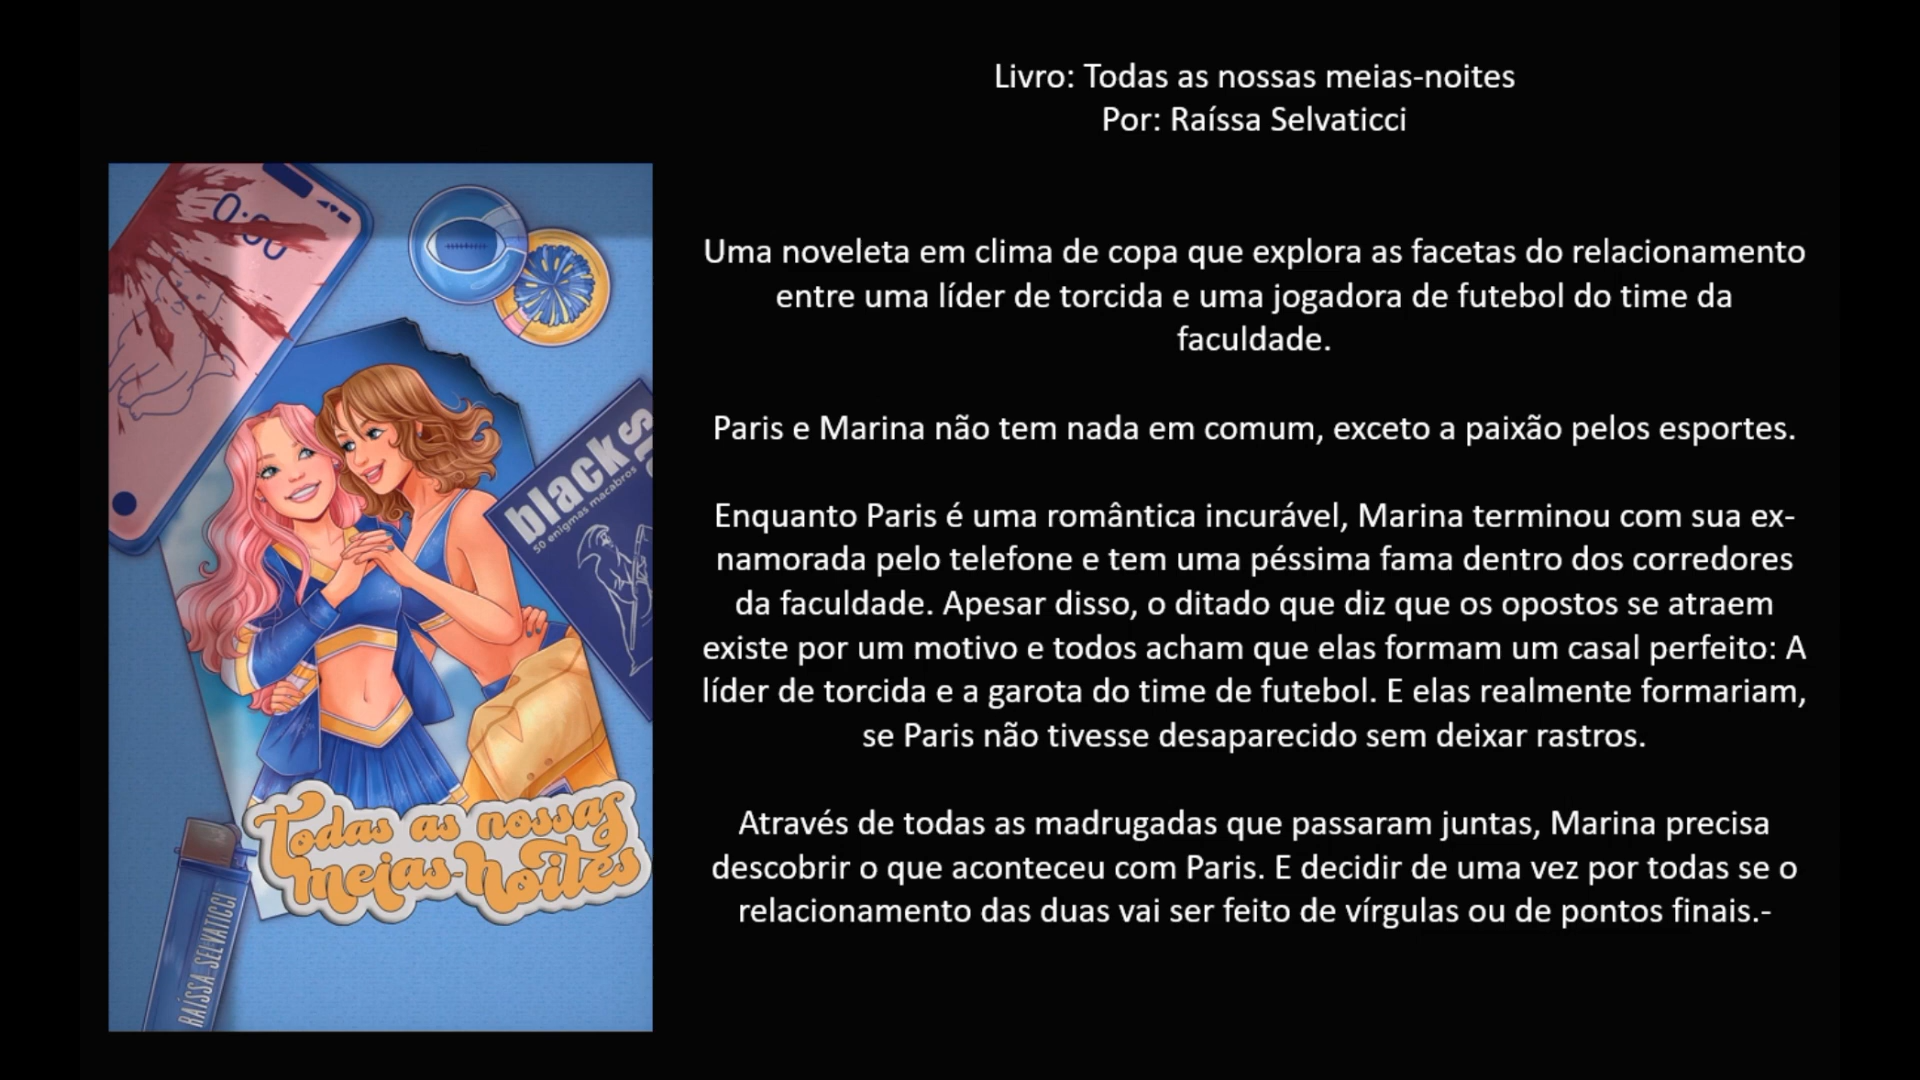 Livro: Todas as nossas meias-noites
Por: Raíssa Selvaticci
Uma noveleta em clima de copa que explora as facetas do relacionamento
entre uma líder de torcida e uma jogadora de futebol do time da
faculdade.
Paris e Marina não tem nada em comum, exceto a paixão pelos esportes.
Enquanto Paris é uma romântica incurável, Marina terminou com sua ex-
namorada pelo telefone e tem uma péssima fama dentro dos corredores
da faculdade. Apesar disso, o ditado que diz que os opostos se atraem
existe por um motivo e todos acham que elas formam um casal perfeito: A
líder de torcida e a garota do time de futebol. E elas realmente formariam,
se Paris não tivesse desaparecido sem deixar rastros.
Através de todas as madrugadas que passaram juntas, Marina precisa
descobrir o que aconteceu com Paris. E decidir de uma vez por todas se o
relacionamento das duas vai ser feito de vírgulas ou de pontos finais.-
0:00
black
50 enigmas macabros
Todas as nossas
meias-noites
RAÍSSA SELVATICCI